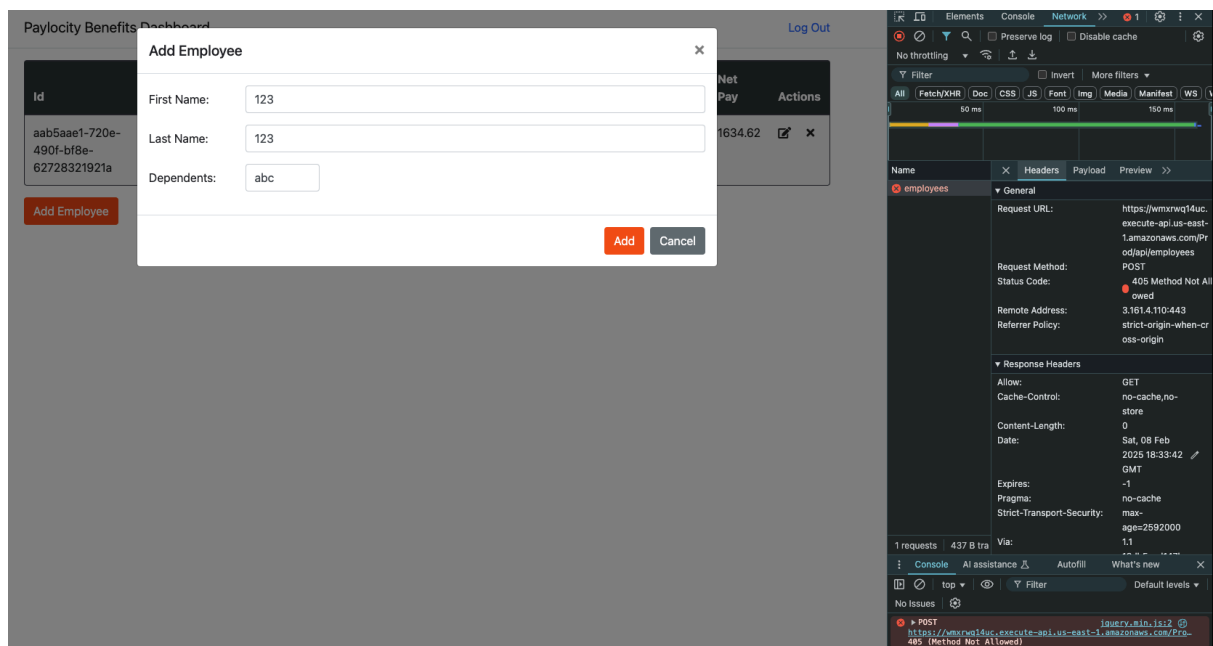 Paylocity Benefits Dashboard
Log Out
Add Employee
×
First Name: 123
Last Name: 123
Dependents: abc
Add Cancel
Id
Net
Pay Actions
aab5aae1-720e-
490f-bf8e-
62728321921a
1634.62
Add Employee
Elements Console Network 1
Preserve log Disable cache
No throttling
Filter Invert More filters
All Fetch/XHR Doc CSS JS Font Img Media Manifest WS
50 ms 100 ms 150 ms
Name
Headers Payload Preview
employees
General
Request URL: https://wmxrwq14uc.
execute-api.us-east-
1.amazonaws.com/Pr
od/api/employees
Request Method: POST
Status Code: 405 Method Not All
owed
Remote Address: 3.161.4.110:443
Referrer Policy: strict-origin-when-cr
oss-origin
Response Headers
Allow: GET
Cache-Control: no-cache,no-
store
Content-Length: 0
Date: Sat, 08 Feb
2025 18:33:42
GMT
Expires: -1
Pragma: no-cache
Strict-Transport-Security: max-
age=2592000
Via: 1.1
1 requests 437 B tra
Console AI assistance Autofill What's new
top Filter Default levels
No Issues
POST jquery.min.js:2
https://wmxrwq14uc.execute-api.us-east-1.amazonaws.com/Pro…
405 (Method Not Allowed)